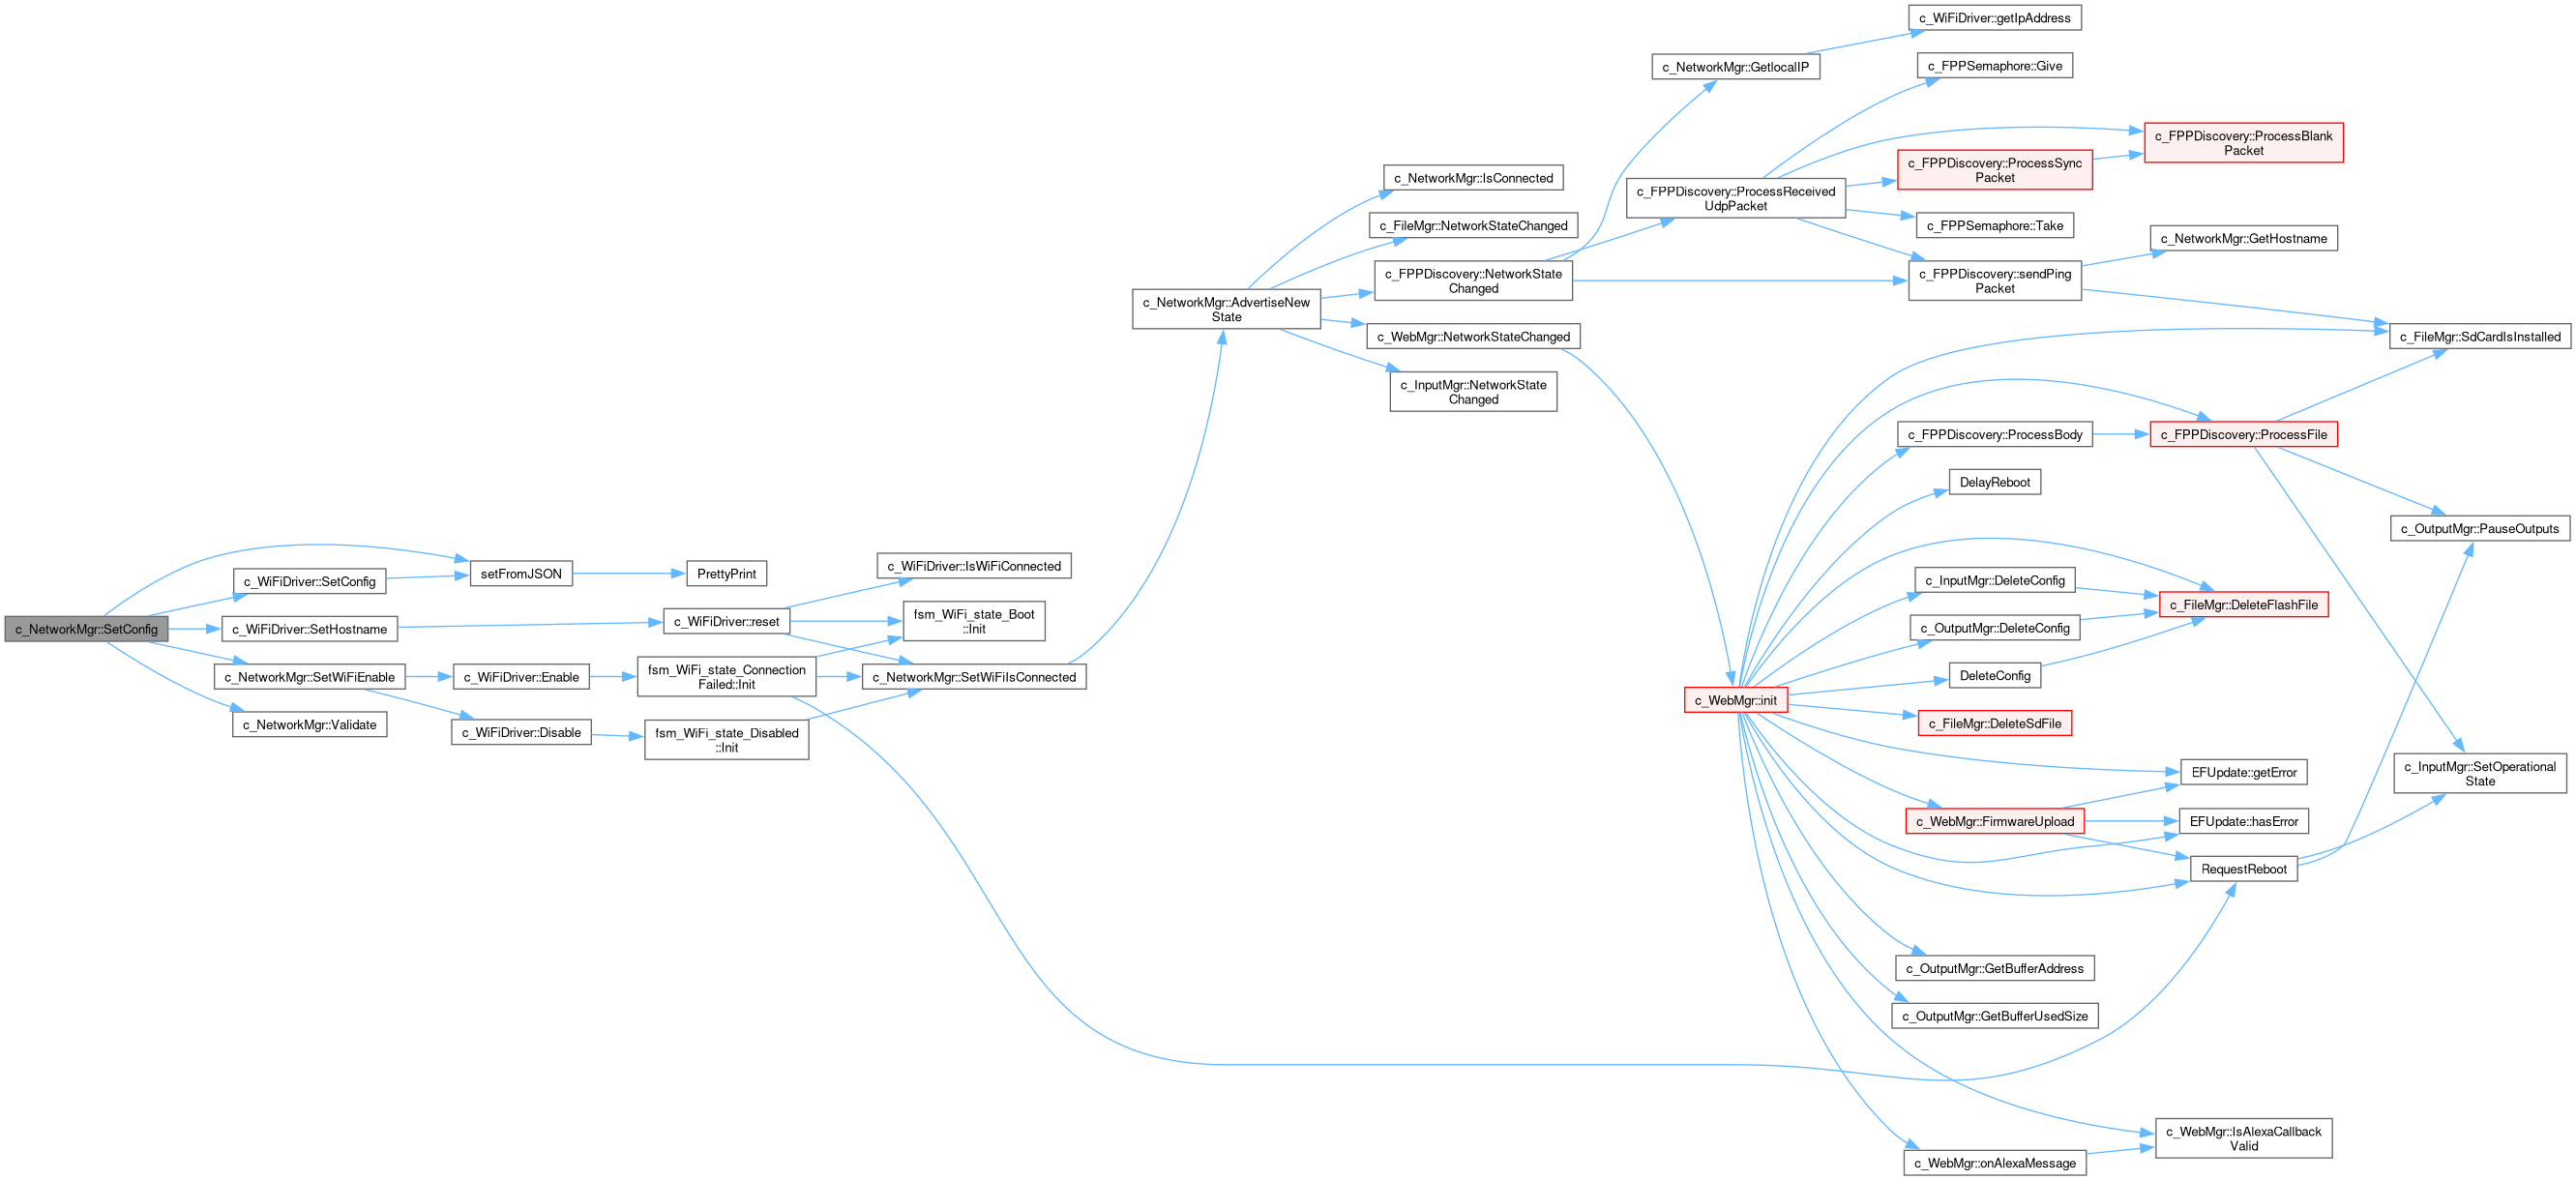 c_NetworkMgr::SetConfig
c_WiFiDriver::SetConfig
c_WiFiDriver::SetHostname
c_NetworkMgr::SetWiFiEnable
c_NetworkMgr::Validate
setFromJSON
PrettyPrint
c_WiFiDriver::Enable
c_WiFiDriver::Disable
c_WiFiDriver::reset
fsm_WiFi_state_Connection
Failed::Init
fsm_WiFi_state_Disabled
::Init
c_WiFiDriver::IsWiFiConnected
fsm_WiFi_state_Boot
::Init
c_NetworkMgr::SetWiFiIsConnected
c_NetworkMgr::AdvertiseNew
State
c_NetworkMgr::IsConnected
c_FileMgr::NetworkStateChanged
c_FPPDiscovery::NetworkState
Changed
c_WebMgr::NetworkStateChanged
c_InputMgr::NetworkState
Changed
c_NetworkMgr::GetlocalIP
c_FPPDiscovery::ProcessReceived
UdpPacket
c_WebMgr::init
c_WiFiDriver::getIpAddress
c_FPPSemaphore::Give
c_FPPDiscovery::ProcessSync
Packet
c_FPPSemaphore::Take
c_FPPDiscovery::sendPing
Packet
c_FPPDiscovery::ProcessBody
DelayReboot
c_InputMgr::DeleteConfig
c_OutputMgr::DeleteConfig
DeleteConfig
c_FileMgr::DeleteSdFile
c_WebMgr::FirmwareUpload
c_OutputMgr::GetBufferAddress
c_OutputMgr::GetBufferUsedSize
c_WebMgr::onAlexaMessage
c_FPPDiscovery::ProcessBlank
Packet
c_NetworkMgr::GetHostname
c_FPPDiscovery::ProcessFile
c_FileMgr::DeleteFlashFile
EFUpdate::getError
EFUpdate::hasError
RequestReboot
c_WebMgr::IsAlexaCallback
Valid
c_FileMgr::SdCardIsInstalled
c_OutputMgr::PauseOutputs
c_InputMgr::SetOperational
State